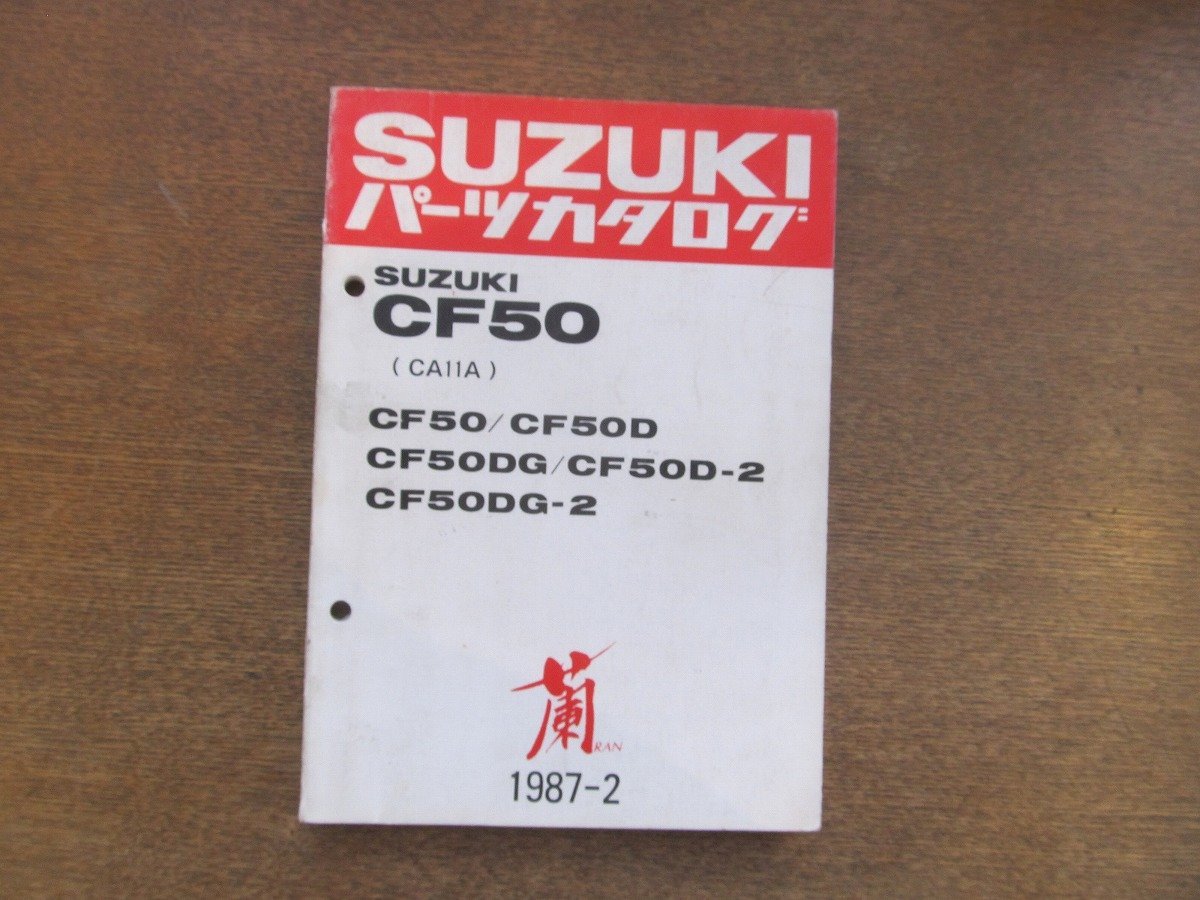 SUZUKI
パーツカタログ
SUZUKI
CF50
(CA11A)
CF50/CF50D
CF50DG/CF50D-2
CF50DG-2
蘭
RAN
1987-2